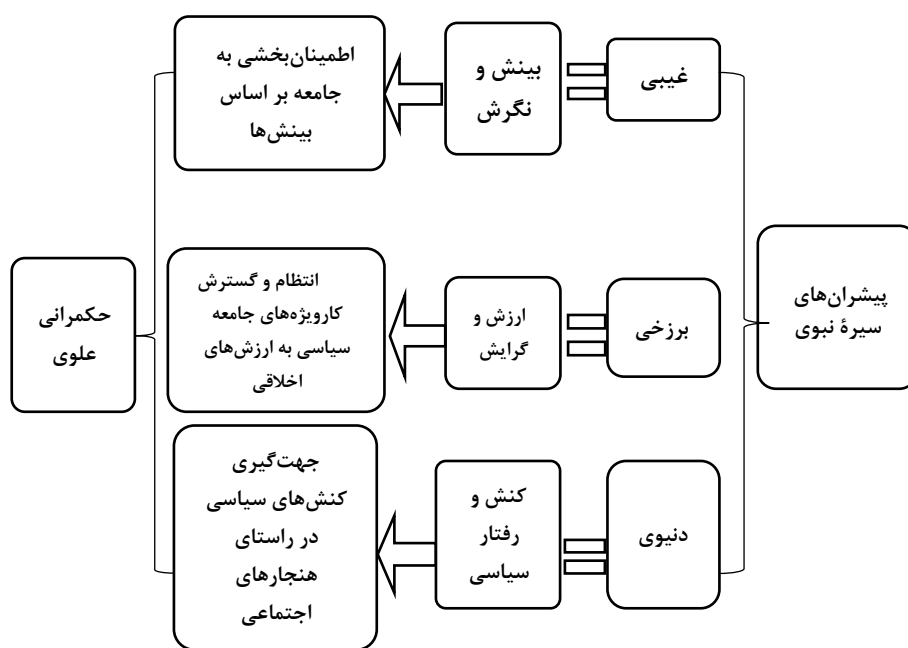 پیشران‌های
سیرۀ نبوی
غیبی
بینش و
نگرش
اطمینان‌بخشی به
جامعه بر اساس
بینش‌ها
برزخی
ارزش و
گرایش
انتظام و گسترش
کارویژه‌های جامعه
سیاسی به ارزش‌های
اخلاقی
دنیوی
کنش و
رفتار
سیاسی
جهت‌گیری
کنش‌های سیاسی
در راستای
هنجارهای
اجتماعی
حکمرانی
علوی